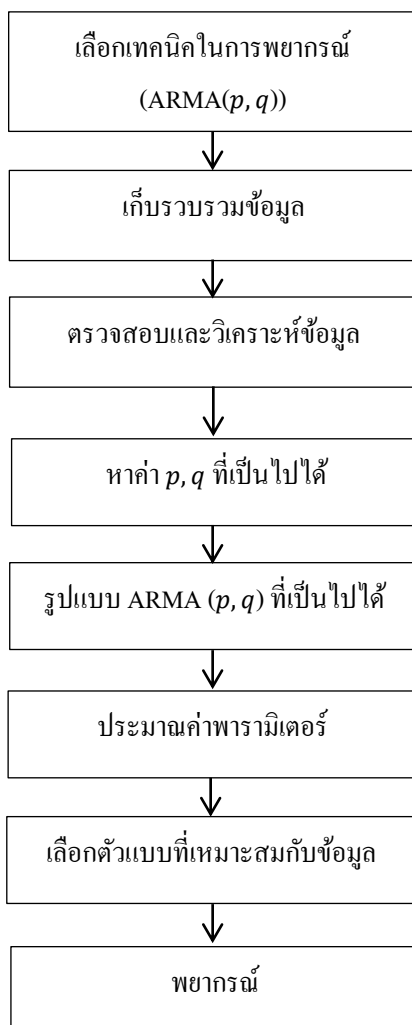 เลือกเทคนิคในการพยากรณ์
(ARMA(p, q))
เก็บรวบรวมข้อมูล
ตรวจสอบและวิเคราะห์ข้อมูล
หาค่า p, q ที่เป็นไปได้
รูปแบบ ARMA (p, q) ที่เป็นไปได้
ประมาณค่าพารามิเตอร์
เลือกตัวแบบที่เหมาะสมกับข้อมูล
พยากรณ์